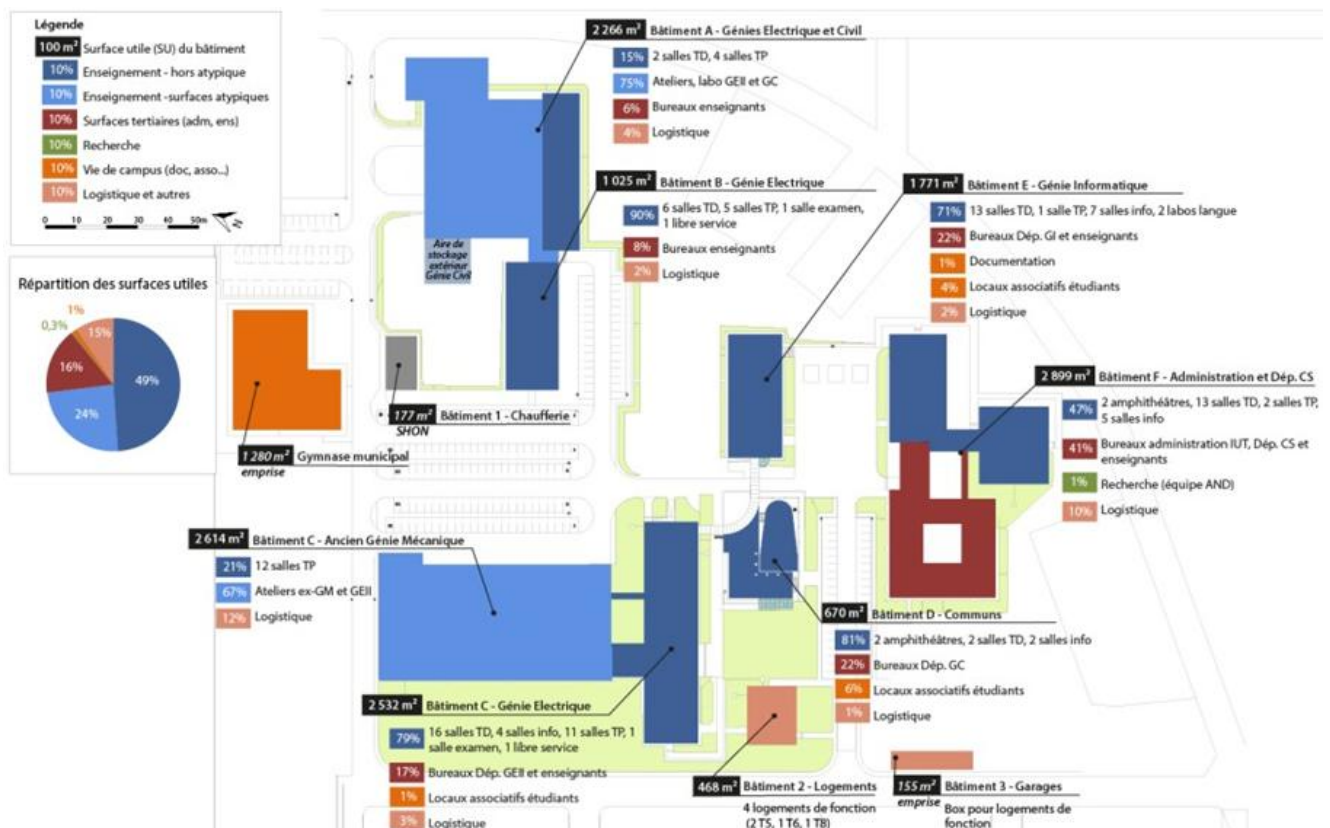 Légende
100 m² Surface utile (SU) du bâtiment
10% Enseignement - hors atypique
10% Enseignement -surfaces atypiques
10% Surfaces tertiaires (adm, ens)
10% Recherche
10% Vie de campus (doc, asso...)
10% Logistique et autres
0 10 20 30 40 50m N
Répartition des surfaces utiles
1%
0,3%
15%
16%
49%
24%
2 266 m² Bâtiment A - Génies Electrique et Civil
15% 2 salles TD, 4 salles TP
75% Ateliers, labo GEII et GC
6% Bureaux enseignants
4% Logistique
1 025 m² Bâtiment B - Génie Electrique
90% 6 salles TD, 5 salles TP, 1 salle examen,
1 libre service
8% Bureaux enseignants
2% Logistique
1 771 m² Bâtiment E - Génie Informatique
71% 13 salles TD, 1 salle TP, 7 salles info, 2 labos langue
22% Bureaux Dép. GI et enseignants
1% Documentation
4% Locaux associatifs étudiants
2% Logistique
Aire de
stockage
extérieur
Génie Civil
2 899 m² Bâtiment F - Administration et Dép. CS
47% 2 amphithéâtres, 13 salles TD, 2 salles TP,
5 salles info
41% Bureaux administration IUT, Dép. CS et
enseignants
1% Recherche (équipe AND)
10% Logistique
177 m² Bâtiment 1 - Chaufferie
SHON
1 280 m² Gymnase municipal
emprise
2 614 m² Bâtiment C - Ancien Génie Mécanique
21% 12 salles TP
67% Ateliers ex-GM et GEII
12% Logistique
670 m² Bâtiment D - Communs
81% 2 amphithéâtres, 2 salles TD, 2 salles info
22% Bureaux Dép. GC
6% Locaux associatifs étudiants
1% Logistique
2 532 m² Bâtiment C - Génie Electrique
79% 16 salles TD, 4 salles info, 11 salles TP, 1
salle examen, 1 libre service
17% Bureaux Dép. GEII et enseignants
1% Locaux associatifs étudiants
3% Logistique
468 m² Bâtiment 2 - Logements
4 logements de fonction
(2 T5, 1 T6, 1 T8)
155 m² Bâtiment 3 - Garages
emprise Box pour logements de
fonction